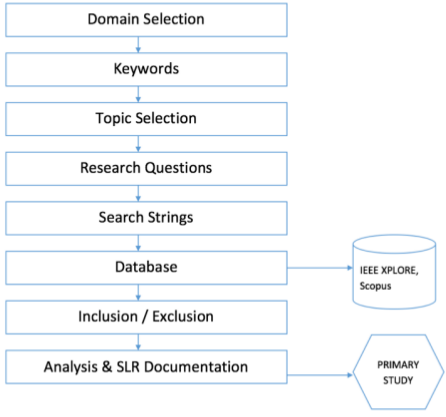 Domain Selection
Keywords
Topic Selection
Research Questions
Search Strings
Database
IEEE XPLORE,
Scopus
Inclusion / Exclusion
Analysis & SLR Documentation
PRIMARY
STUDY